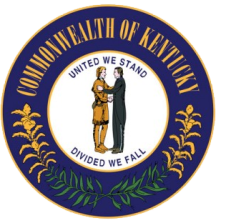 COMMONWEALTH OF KENTUCKY
UNITED WE STAND
DIVIDED WE FALL